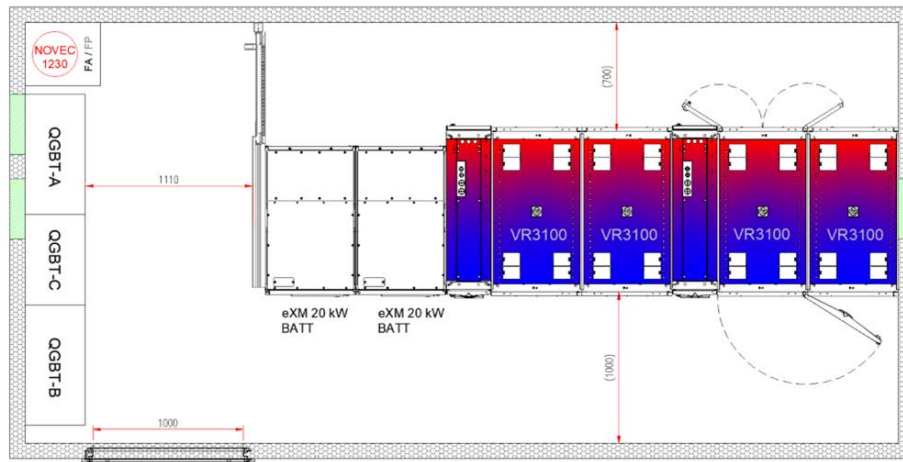 NOVEC
1230
FA / FP
(700)
QGBT-A
1110
QGBT-C
QGBT-B
VR3100
VR3100
VR3100
VR3100
eXM 20 kW
BATT
eXM 20 kW
BATT
(1000)
1000